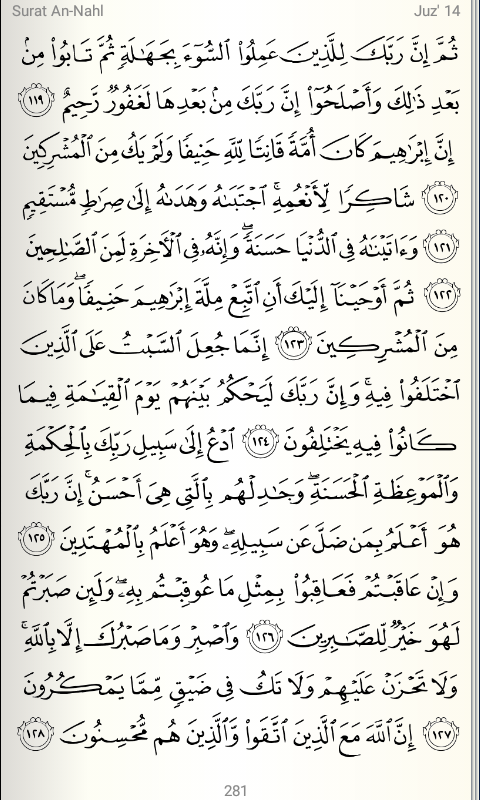 Surat An-Nahl Juz' 14
ثُمَّ إِنَّ رَبَّكَ لِلَّذِينَ عَمِلُوا۟ ٱلسُّوٓءَ بِجَهَـٰلَةٍ ثُمَّ تَابُوا۟ مِنۢ
بَعْدِ ذَٰلِكَ وَأَصْلَحُوٓا۟ إِنَّ رَبَّكَ مِنۢ بَعْدِهَا لَغَفُورٌ رَّحِيمٌ ١١٩
إِنَّ إِبْرَٰهِيمَ كَانَ أُمَّةً قَانِتًا لِّلَّهِ حَنِيفًا وَلَمْ يَكُ مِنَ ٱلْمُشْرِكِينَ
١٢٠ شَاكِرًا لِّأَنْعُمِهِ ۚ ٱجْتَبَىٰهُ وَهَدَىٰهُ إِلَىٰ صِرَٰطٍ مُّسْتَقِيمٍ
١٢١ وَءَاتَيْنَـٰهُ فِى ٱلدُّنْيَا حَسَنَةً ۖ وَإِنَّهُۥ فِى ٱلْـَٔاخِرَةِ لَمِنَ ٱلصَّـٰلِحِينَ
١٢٢ ثُمَّ أَوْحَيْنَآ إِلَيْكَ أَنِ ٱتَّبِعْ مِلَّةَ إِبْرَٰهِيمَ حَنِيفًا ۖ وَمَا كَانَ
مِنَ ٱلْمُشْرِكِينَ ١٢٣ إِنَّمَا جُعِلَ ٱلسَّبْتُ عَلَى ٱلَّذِينَ
ٱخْتَلَفُوا۟ فِيهِ ۚ وَإِنَّ رَبَّكَ لَيَحْكُمُ بَيْنَهُمْ يَوْمَ ٱلْقِيَـٰمَةِ فِيمَا
كَانُوا۟ فِيهِ يَخْتَلِفُونَ ١٢٤ ٱدْعُ إِلَىٰ سَبِيلِ رَبِّكَ بِٱلْحِكْمَةِ
وَٱلْمَوْعِظَةِ ٱلْحَسَنَةِ ۖ وَجَـٰدِلْهُم بِٱلَّتِى هِىَ أَحْسَنُ ۚ إِنَّ رَبَّكَ
هُوَ أَعْلَمُ بِمَن ضَلَّ عَن سَبِيلِهِۦ ۖ وَهُوَ أَعْلَمُ بِٱلْمُهْتَدِينَ ١٢٥
وَإِنْ عَاقَبْتُمْ فَعَاقِبُوا۟ بِمِثْلِ مَا عُوقِبْتُم بِهِۦ ۖ وَلَئِن صَبَرْتُمْ
لَهُوَ خَيْرٌ لِّلصَّـٰبِرِينَ ١٢٦ وَٱصْبِرْ وَمَا صَبْرُكَ إِلَّا بِٱللَّهِ ۚ
وَلَا تَحْزَنْ عَلَيْهِمْ وَلَا تَكُ فِى ضَيْقٍ مِّمَّا يَمْكُرُونَ
١٢٧ إِنَّ ٱللَّهَ مَعَ ٱلَّذِينَ ٱتَّقَوا۟ وَّٱلَّذِينَ هُم مُّحْسِنُونَ ١٢٨
281